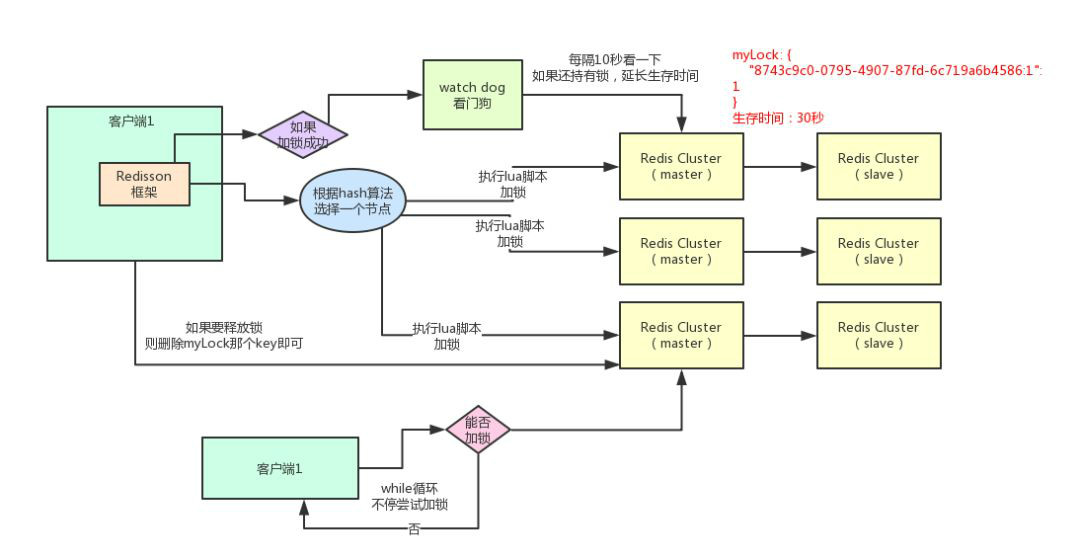 每隔10秒看一下
如果还持有锁，延长生存时间
myLock: {
"8743c9c0-0795-4907-87fd-6c719a6b4586:1":
1
}
生存时间：30秒
watch dog
看门狗
客户端1
如果
加锁成功
Redisson
框架
根据hash算法
选择一个节点
执行lua脚本
加锁
执行lua脚本
加锁
执行lua脚本
加锁
Redis Cluster
（ master ）
Redis Cluster
（ slave ）
Redis Cluster
（ master ）
Redis Cluster
（ slave ）
Redis Cluster
（ master ）
Redis Cluster
（ slave ）
如果要释放锁
则删除myLock那个key即可
能否
加锁
客户端1
while循环
不停尝试加锁
否